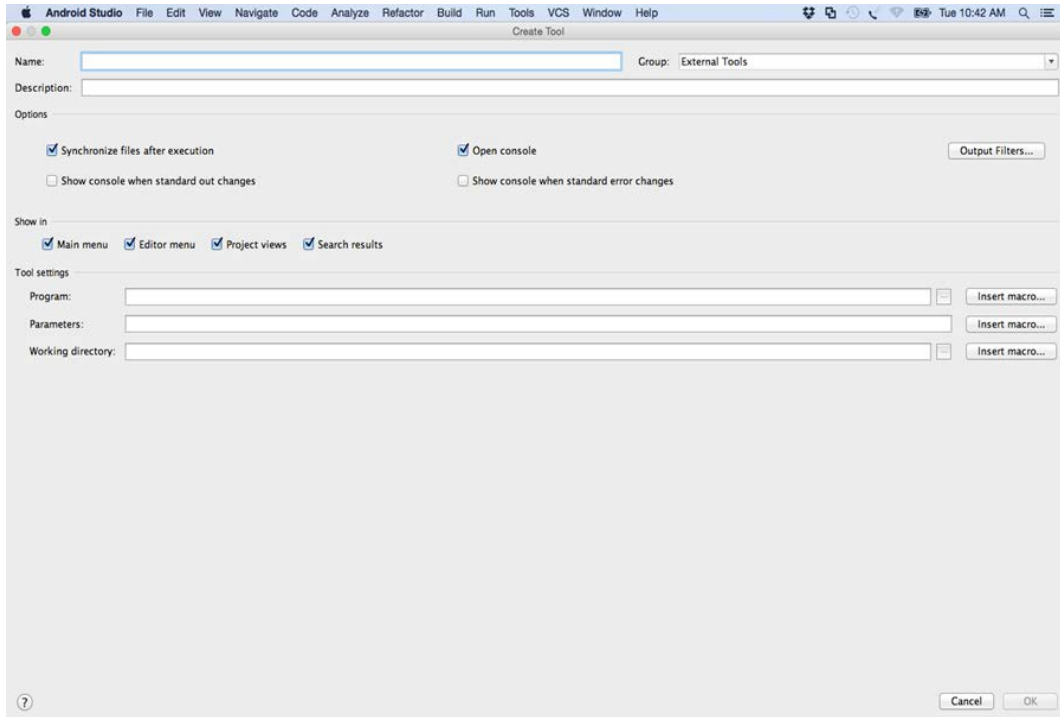 Android Studio File Edit View Navigate Code Analyze Refactor Build Run Tools VCS Window Help Tue 10:42 AM
Create Tool
Name: Group: External Tools
Description:
Options
Synchronize files after execution Open console Output Filters...
Show console when standard out changes Show console when standard error changes
Show in
Main menu Editor menu Project views Search results
Tool settings
Program: Insert macro...
Parameters: Insert macro...
Working directory: Insert macro...
? Cancel OK